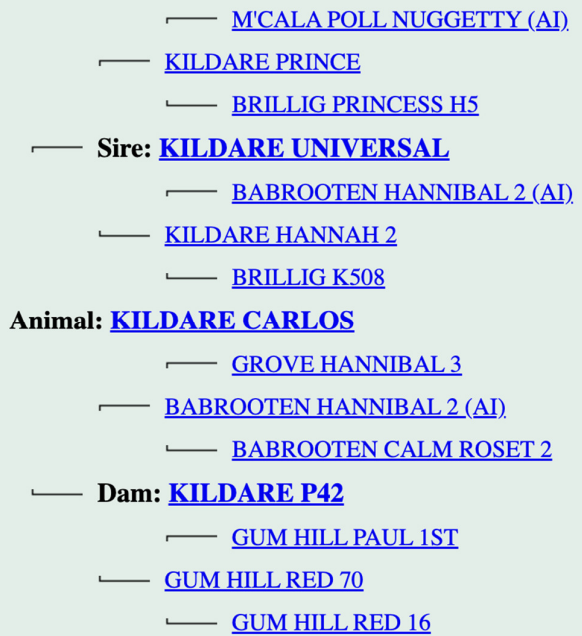 M'CALA POLL NUGGETTY (AI)
KILDARE PRINCE
BRILLIG PRINCESS H5
Sire: KILDARE UNIVERSAL
BABROOTEN HANNIBAL 2 (AI)
KILDARE HANNAH 2
BRILLIG K508
Animal: KILDARE CARLOS
GROVE HANNIBAL 3
BABROOTEN HANNIBAL 2 (AI)
BABROOTEN CALM ROSET 2
Dam: KILDARE P42
GUM HILL PAUL 1ST
GUM HILL RED 70
GUM HILL RED 16